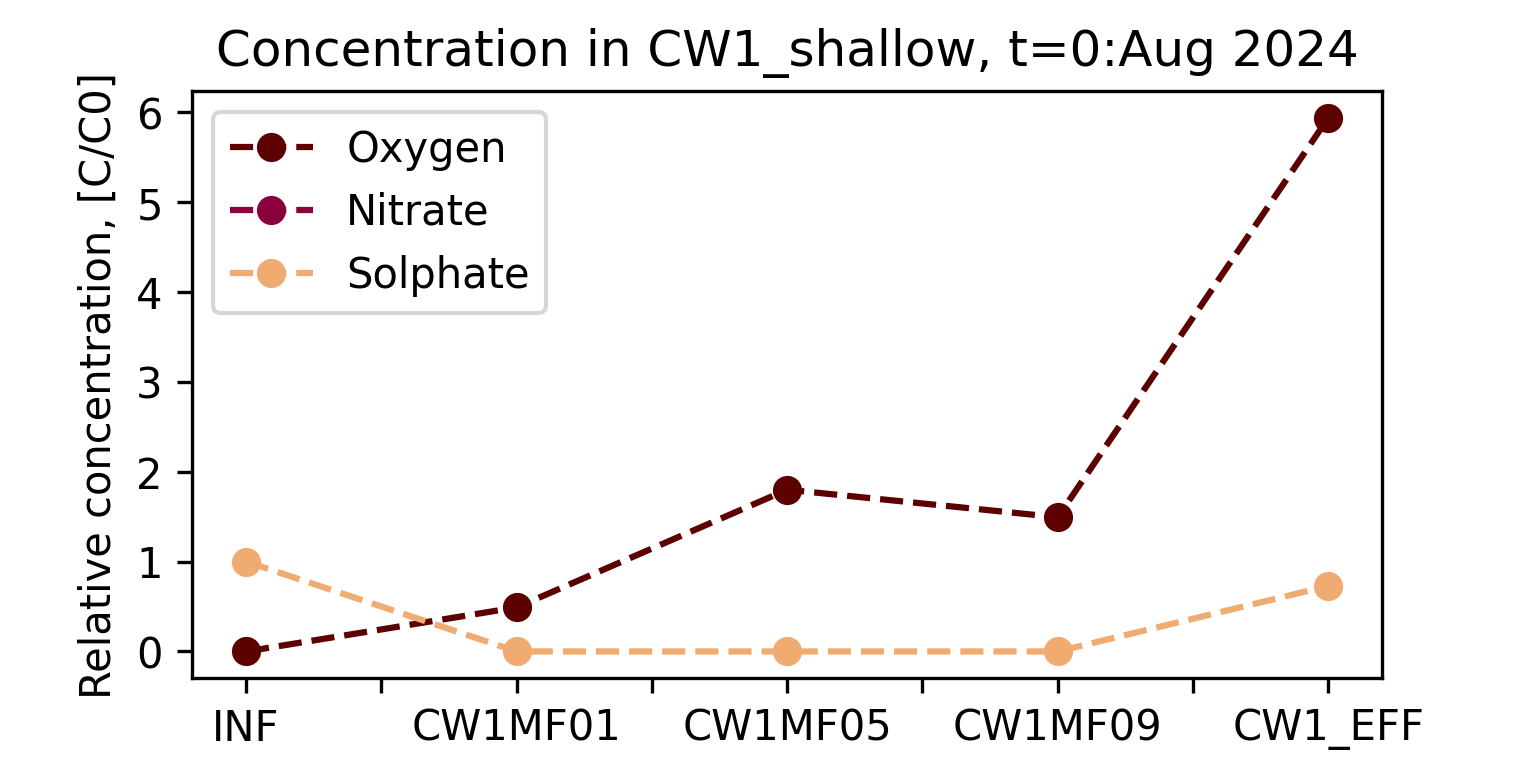 Concentration in CW1_shallow, t=0:Aug 2024
Relative concentration, [C/C0]
6
5
4
3
2
1
0
Oxygen
Nitrate
Solphate
INF
CW1MF01
CW1MF05
CW1MF09
CW1_EFF